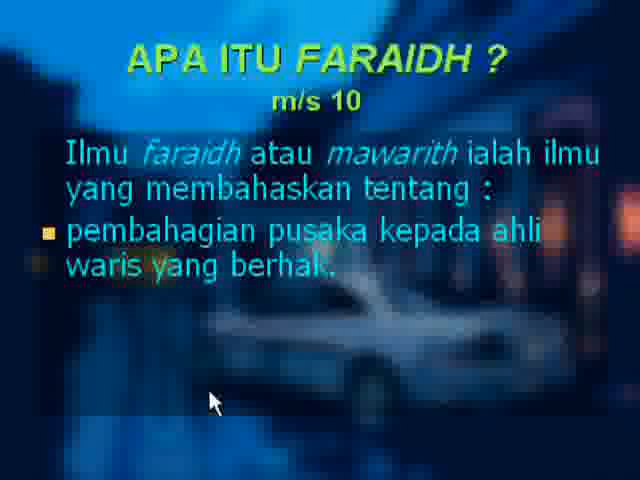 APA ITU FARAIDH ?
m/s 10
Ilmu faraidh atau mawarith ialah ilmu
yang membahaskan tentang :
pembahagian pusaka kepada ahli
waris yang berhak.